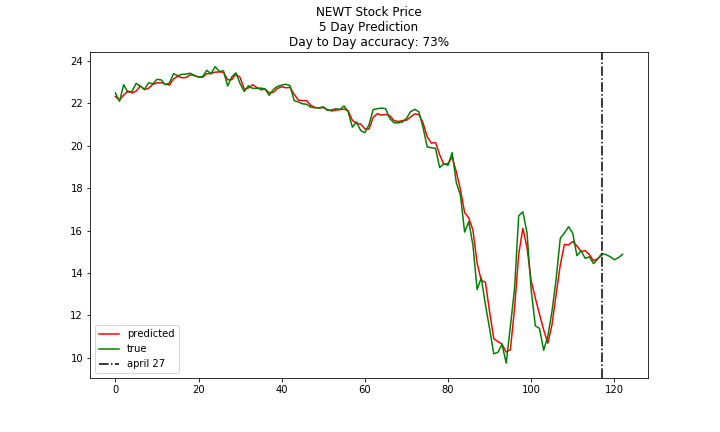 NEWT Stock Price
5 Day Prediction
Day to Day accuracy: 73%
24
22
20
18
16
14
12
10
predicted
true
april 27
0 20 40 60 80 100 120